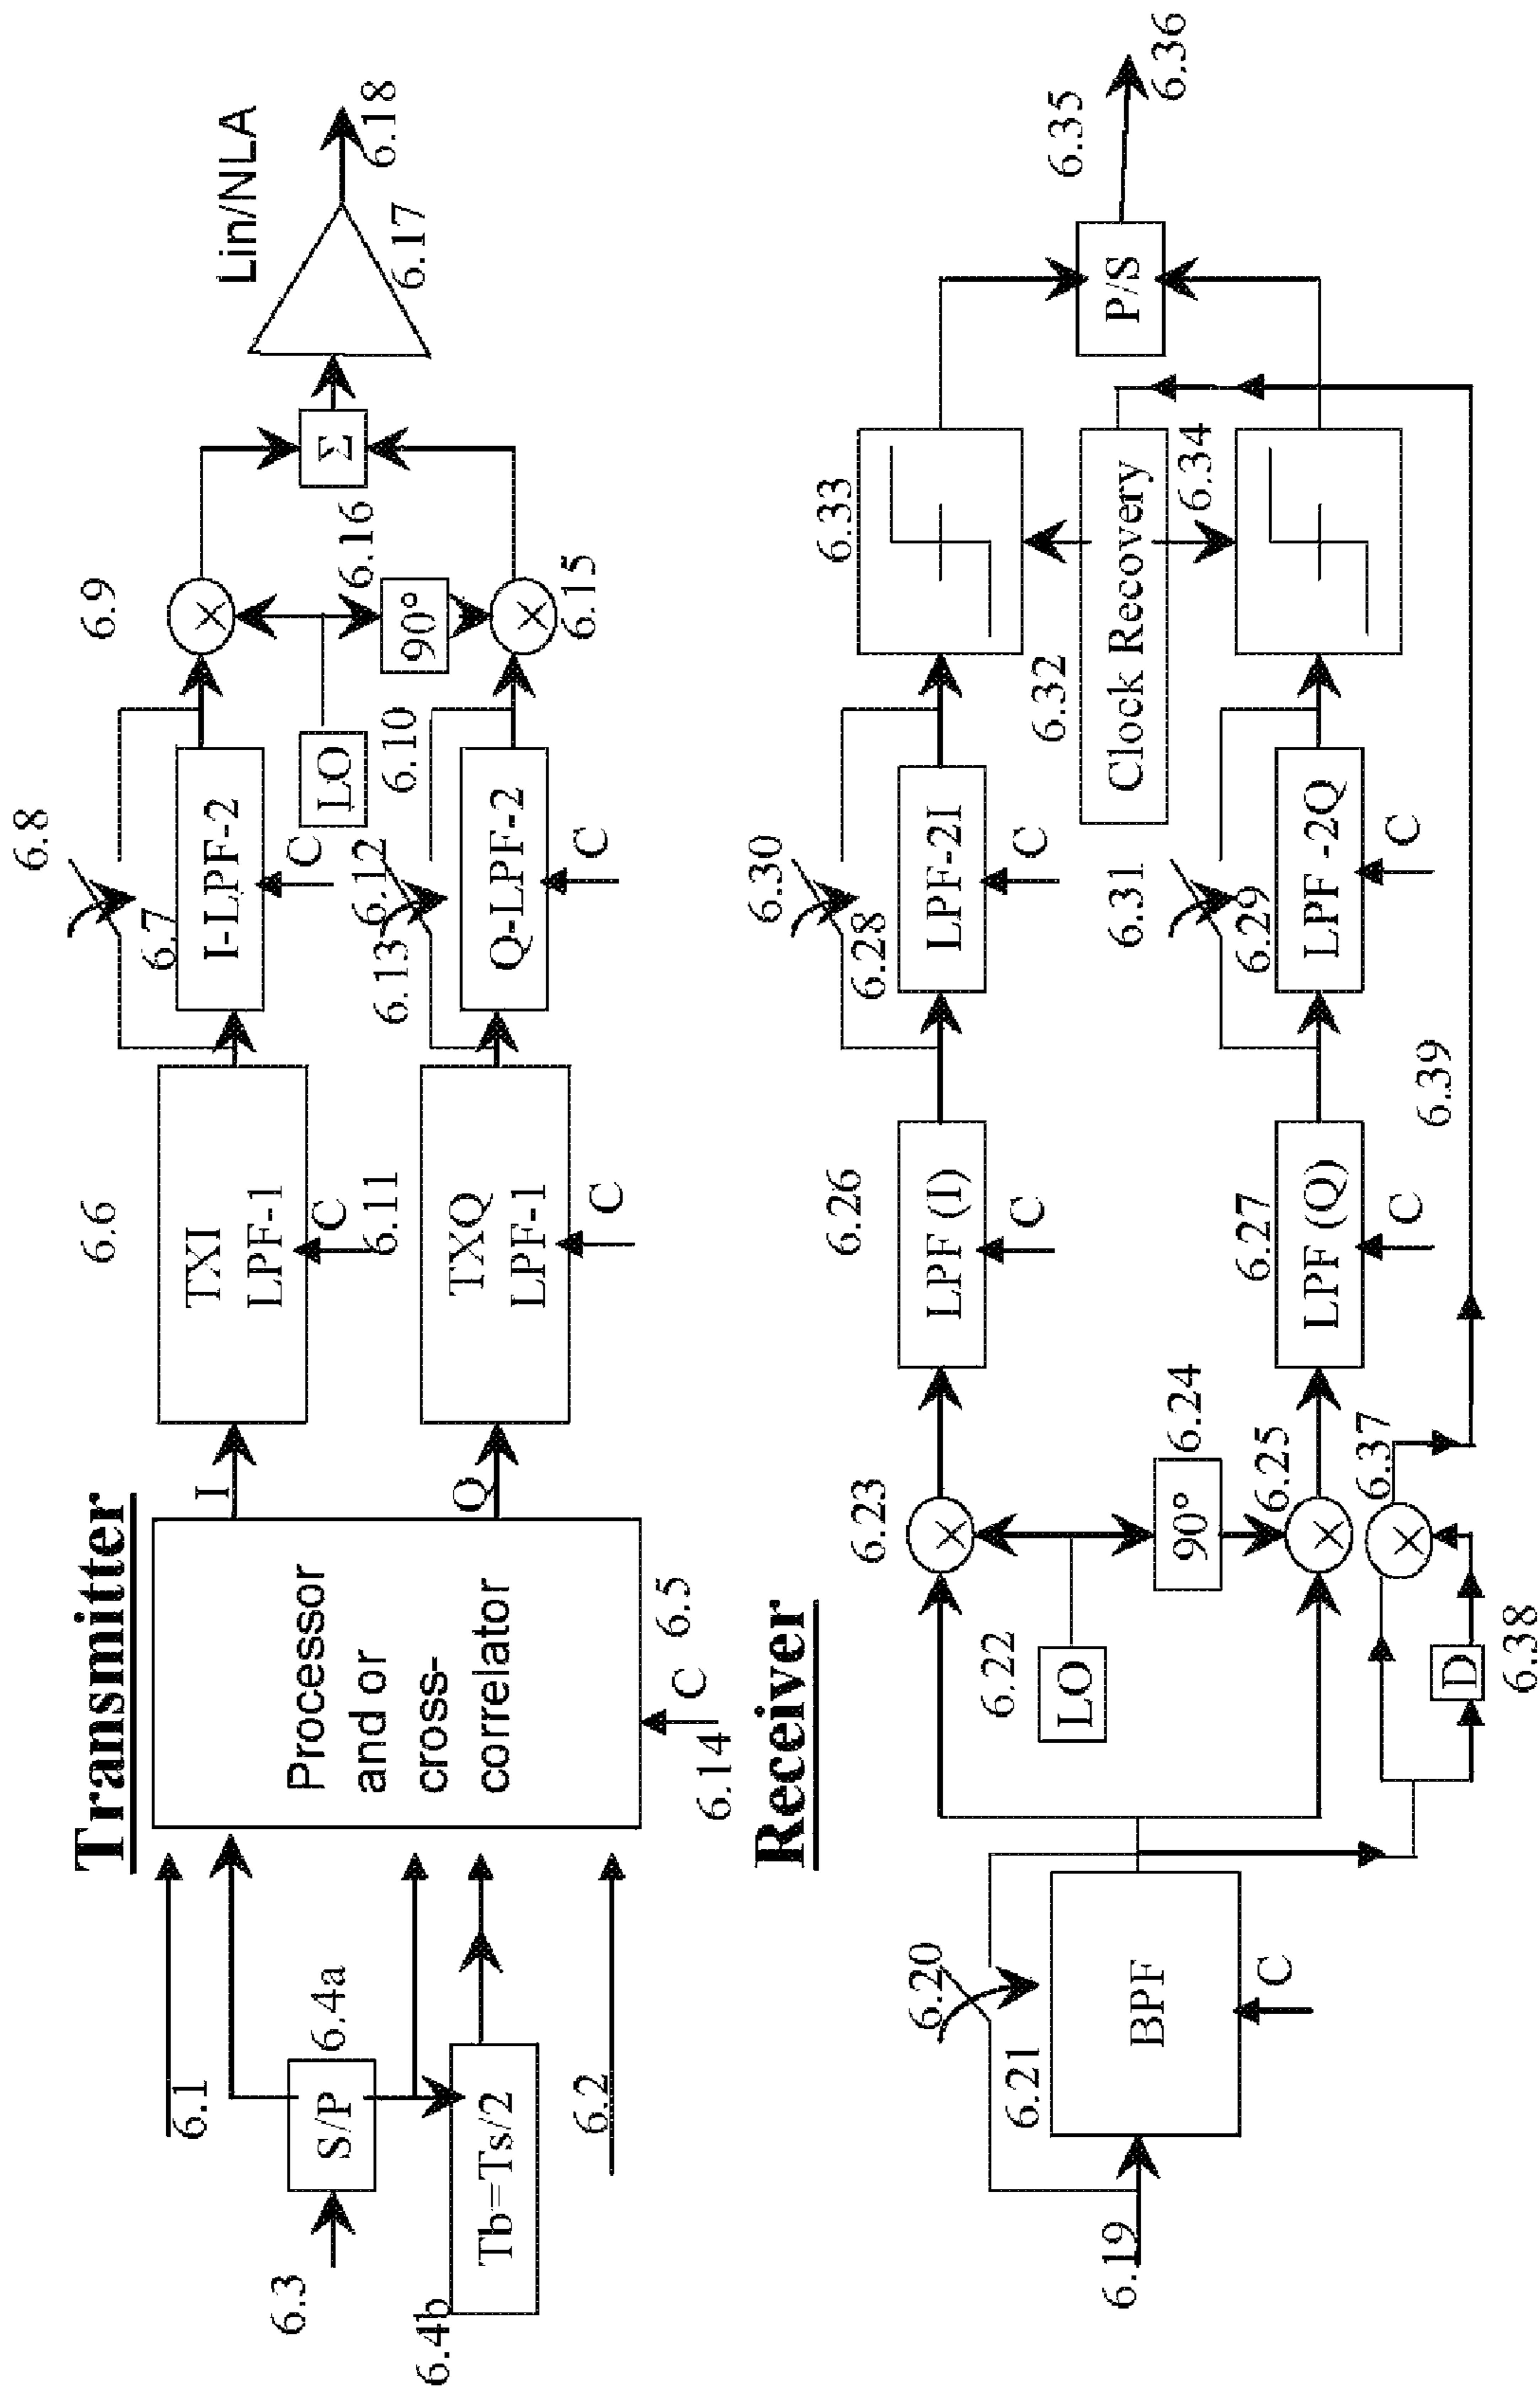 Transmitter
6.1
6.3
S/P
6.4a
6.4b
Tb=Ts/2
6.2
Processor
and or
cross-
correlator
6.5
C
6.14
I
Q
6.6
TXI
LPF-1
C
6.11
TXQ
LPF-1
C
6.8
6.7
I-LPF-2
C
LO
6.10
6.12
6.13
Q-LPF-2
C
6.9
6.16
90°
6.15
Σ
Lin/NLA
6.17
6.18
Receiver
6.19
6.20
6.21
BPF
C
6.22
LO
6.23
6.24
90°
6.25
6.37
D
6.38
6.26
LPF (I)
C
6.27
LPF (Q)
C
6.39
6.30
6.28
LPF-2I
C
6.31
6.29
LPF -2Q
C
6.32
Clock Recovery
6.33
6.34
P/S
6.35
6.36